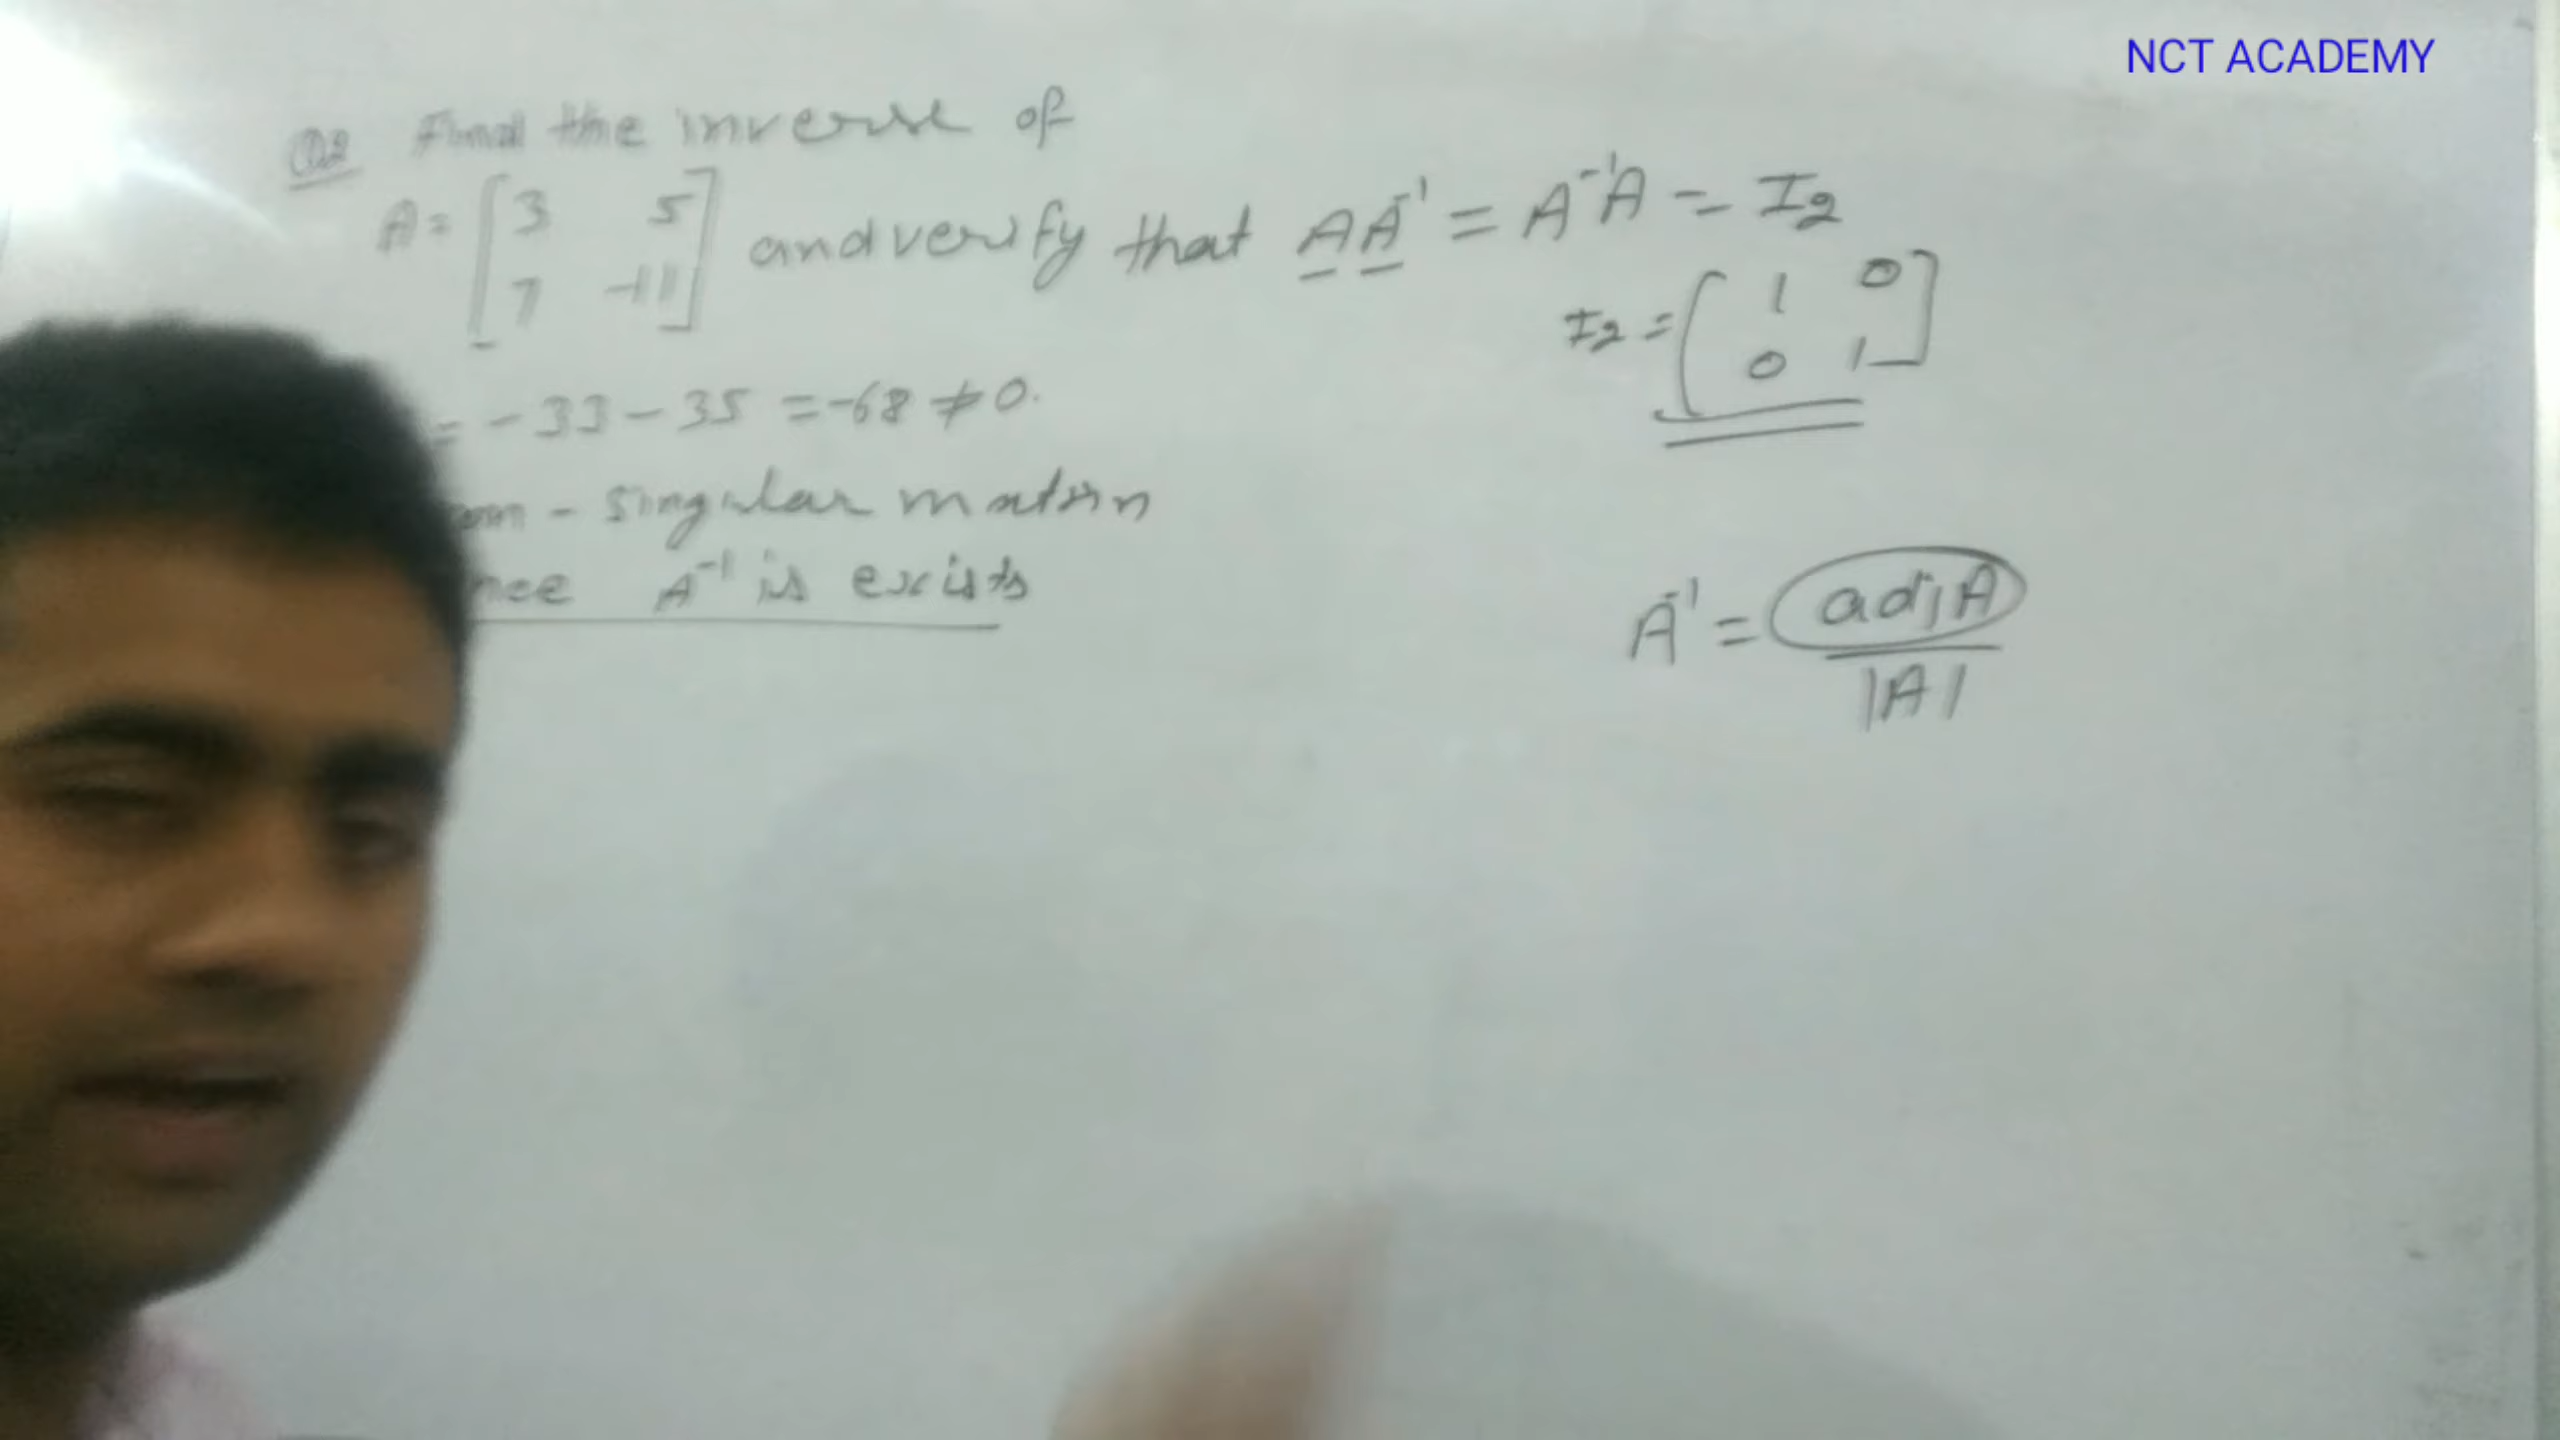 NCT ACADEMY
Q2 Find the inverse of
A = [ 3 5
7 -11 ] and verify that AA⁻¹ = A⁻¹A = I₂
I₂ = [ 1 0
0 1 ]
= -33 - 35 = -68 ≠ 0.
- singular matrix
A⁻¹ is exists
A⁻¹ = adjA
|A|